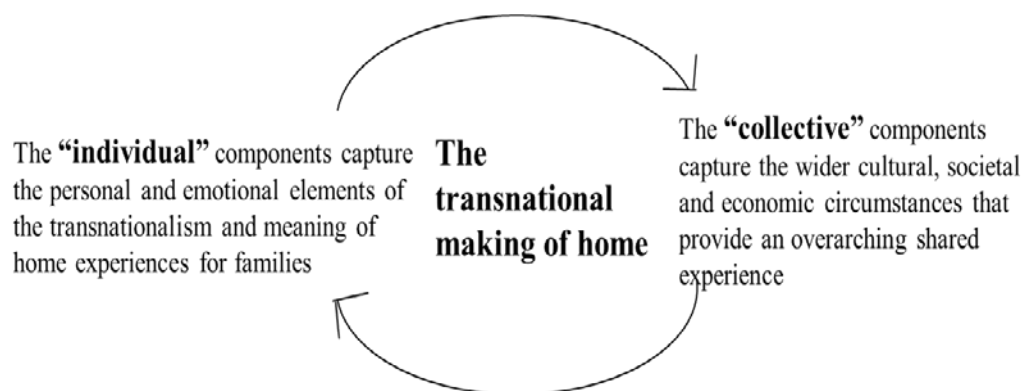 The “individual” components capture
the personal and emotional elements of
the transnationalism and meaning of
home experiences for families
The
transnational
making of home
The “collective” components
capture the wider cultural, societal
and economic circumstances that
provide an overarching shared
experience